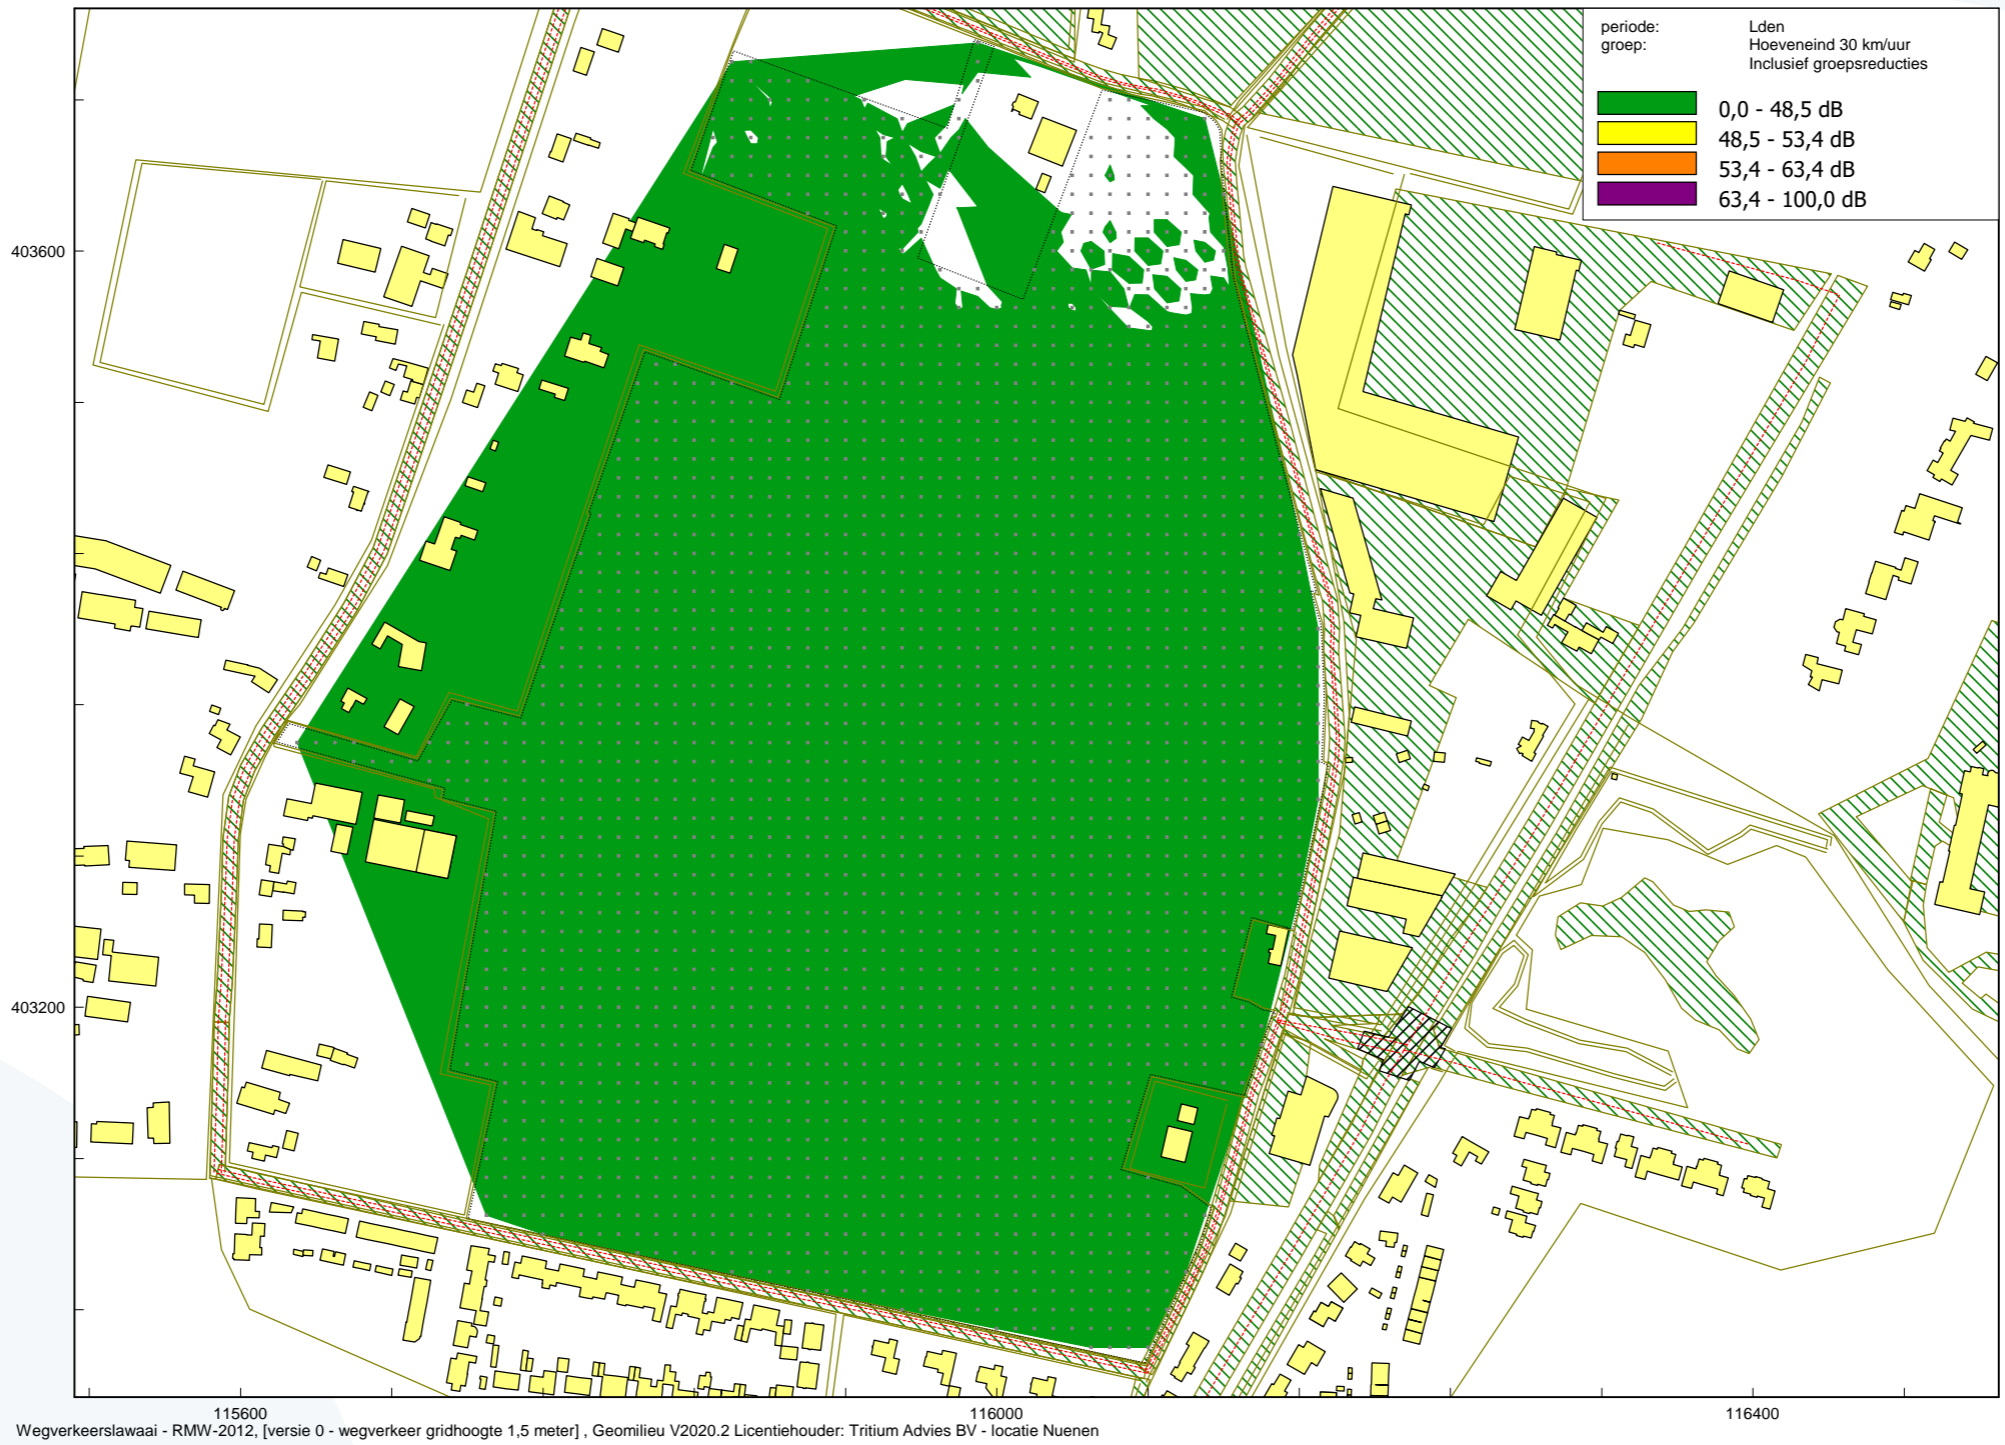 periode: Lden
groep: Hoeveneind 30 km/uur
Inclusief groepsreducties
0,0 - 48,5 dB
48,5 - 53,4 dB
53,4 - 63,4 dB
63,4 - 100,0 dB
403600
403200
115600 116000 116400
Wegverkeerslawaai - RMW-2012, [versie 0 - wegverkeer gridhoogte 1,5 meter] , Geomilieu V2020.2 Licentiehouder: Tritium Advies BV - locatie Nuenen